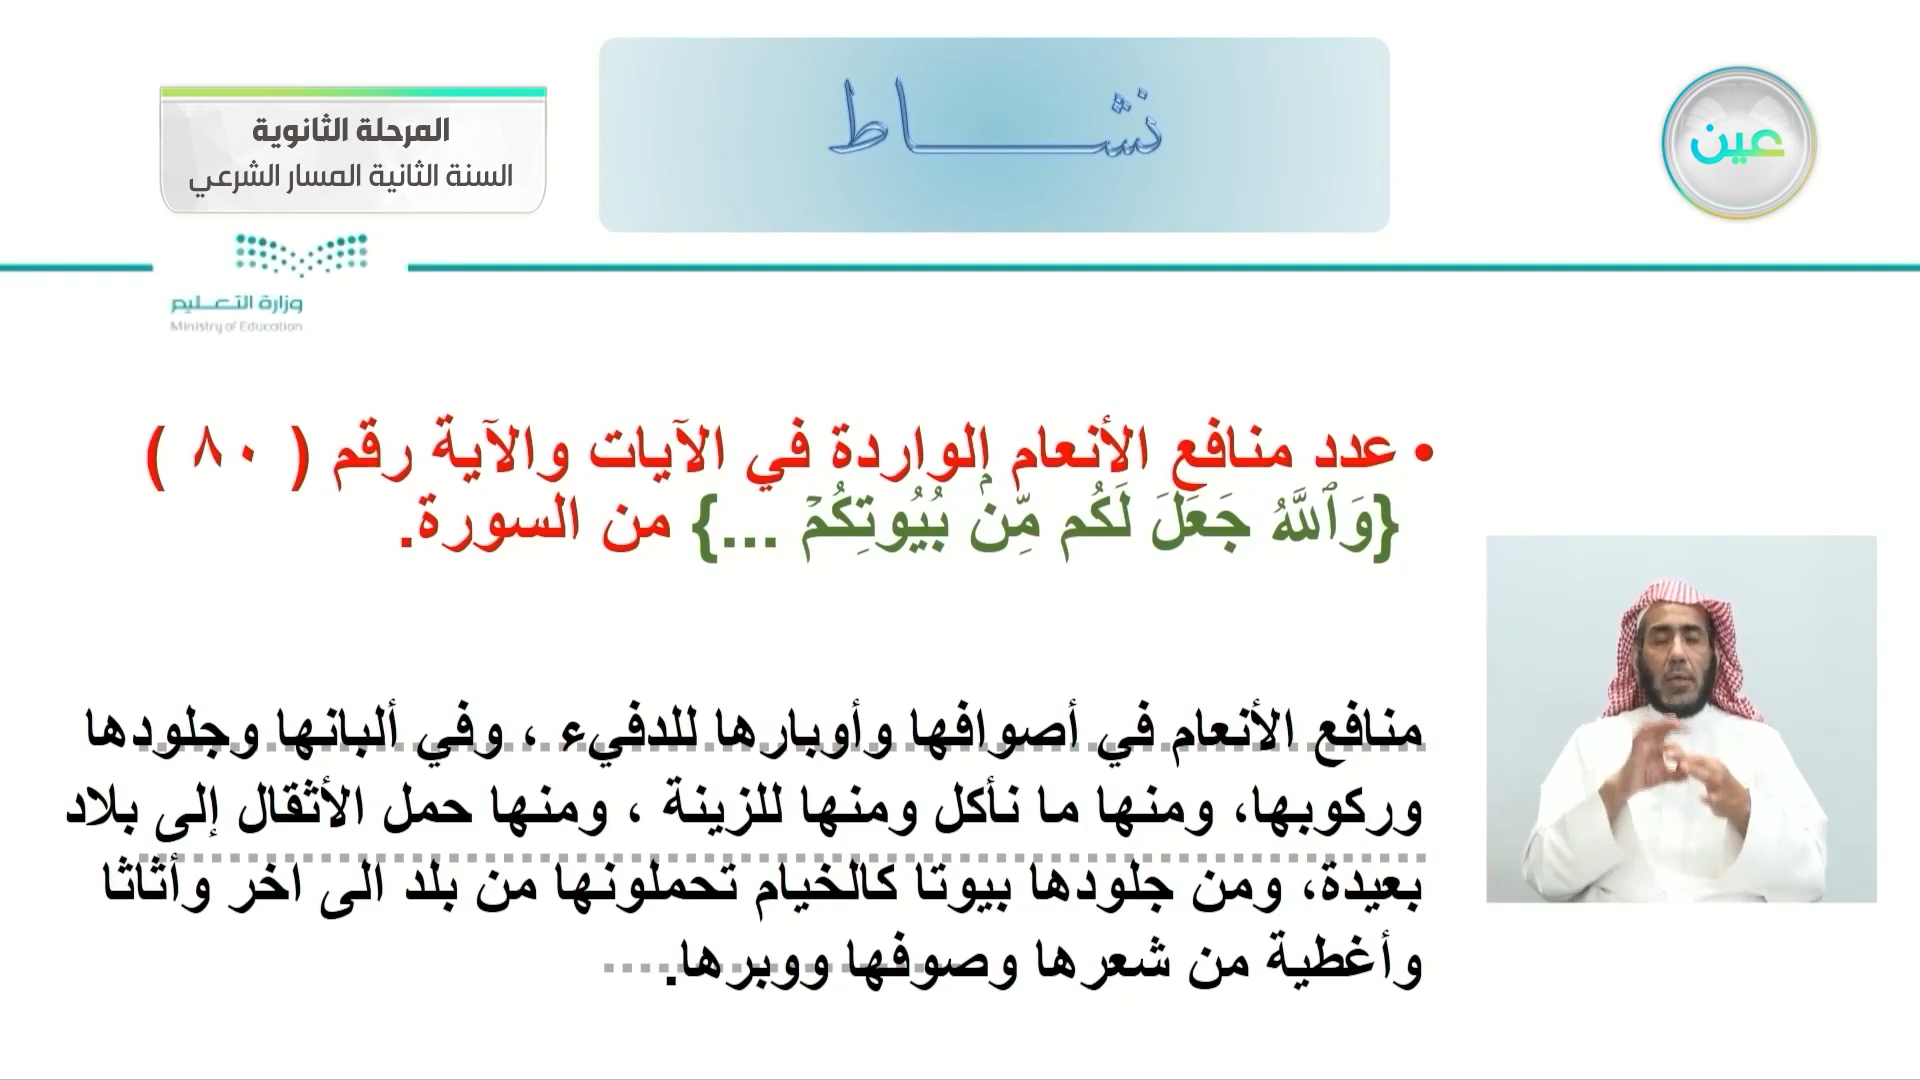 نشاط
المرحلة الثانوية
السنة الثانية المسار الشرعي
عين
وزارة التعليم
Ministry of Education
• عدد منافع الأنعام الواردة في الآيات والآية رقم ( ٨٠ )
{وَٱللَّهُ جَعَلَ لَكُم مِّنۢ بُيُوتِكُمۡ ...} من السورة.
منافع الأنعام في أصوافها وأوبارها للدفيء ، وفي ألبانها وجلودها
وركوبها، ومنها ما نأكل ومنها للزينة ، ومنها حمل الأثقال إلى بلاد
بعيدة، ومن جلودها بيوتا كالخيام تحملونها من بلد الى اخر وأثاثا
وأغطية من شعرها وصوفها ووبرها.